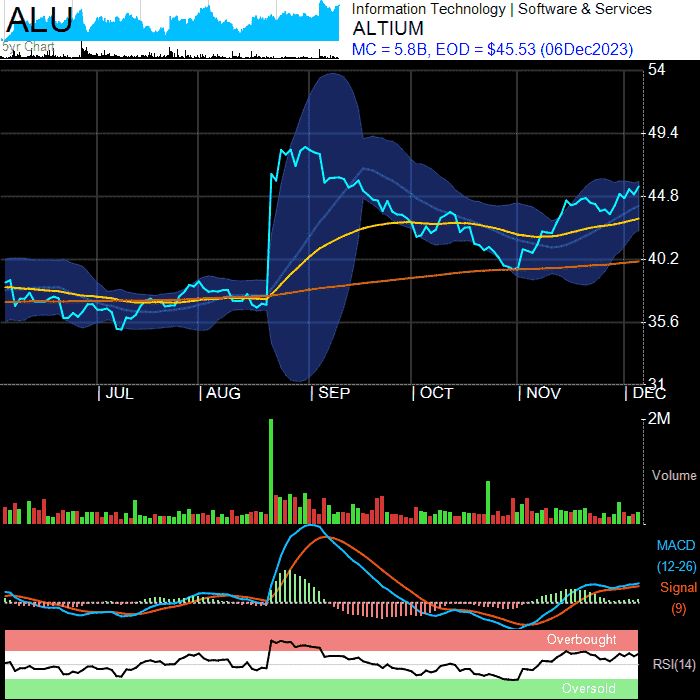 ALU
5yr Chart
Information Technology | Software & Services
ALTIUM
MC = 5.8B, EOD = $45.53 (06Dec2023)
54
49.4
44.8
40.2
35.6
31
| JUL | AUG | SEP | OCT | NOV | DEC
2M
Volume
MACD
(12-26)
Signal
(9)
Overbought
RSI(14)
Oversold